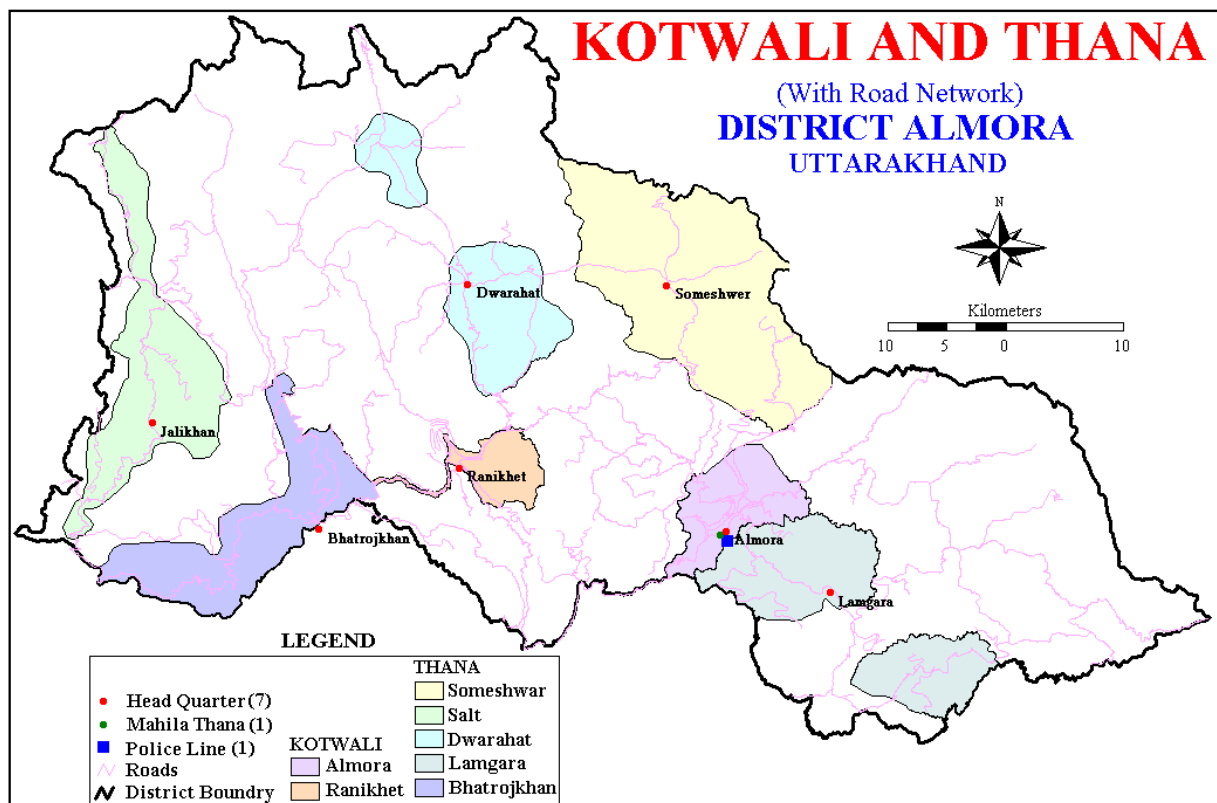 KOTWALI AND THANA
(With Road Network)
DISTRICT ALMORA
UTTARAKHAND
N
Kilometers
10 5 0 10
Dwarahat
Someshwer
Jalikhan
Ranikhet
Bhatrojkhan
Almora
Lamgara
LEGEND
Head Quarter (7)
Mahila Thana (1)
Police Line (1)
Roads
District Boundry
KOTWALI
Almora
Ranikhet
THANA
Someshwar
Salt
Dwarahat
Lamgara
Bhatrojkhan